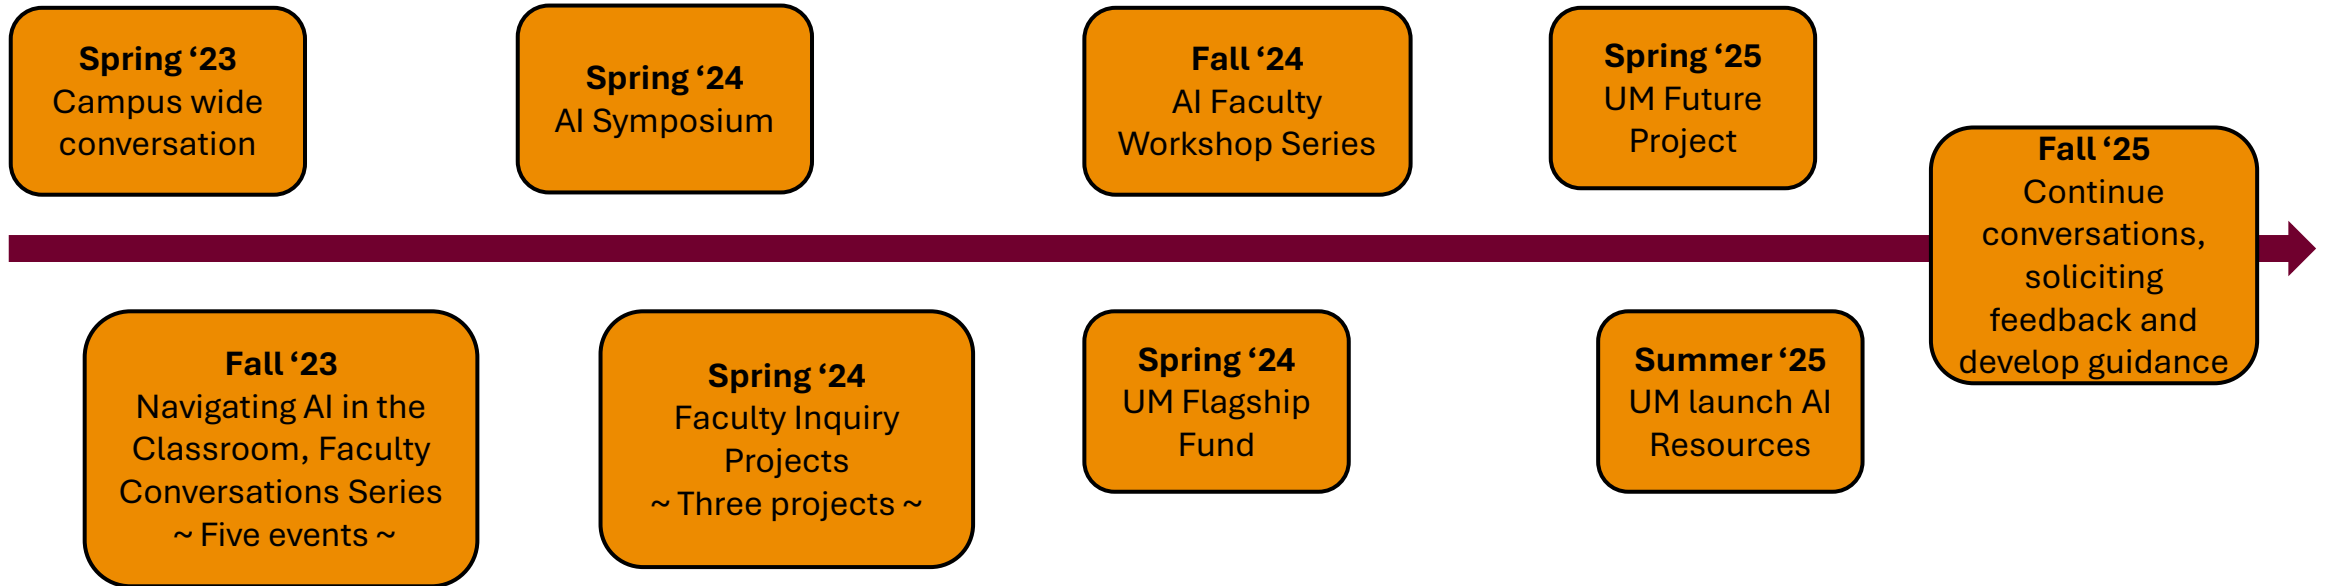 Spring ‘23
Campus wide
conversation
Spring ‘24
AI Symposium
Fall ‘24
AI Faculty
Workshop Series
Spring ‘25
UM Future
Project
Fall ‘25
Continue
conversations,
soliciting
feedback and
develop guidance
Fall ‘23
Navigating AI in the
Classroom, Faculty
Conversations Series
~ Five events ~
Spring ‘24
Faculty Inquiry
Projects
~ Three projects ~
Spring ‘24
UM Flagship
Fund
Summer ‘25
UM launch AI
Resources